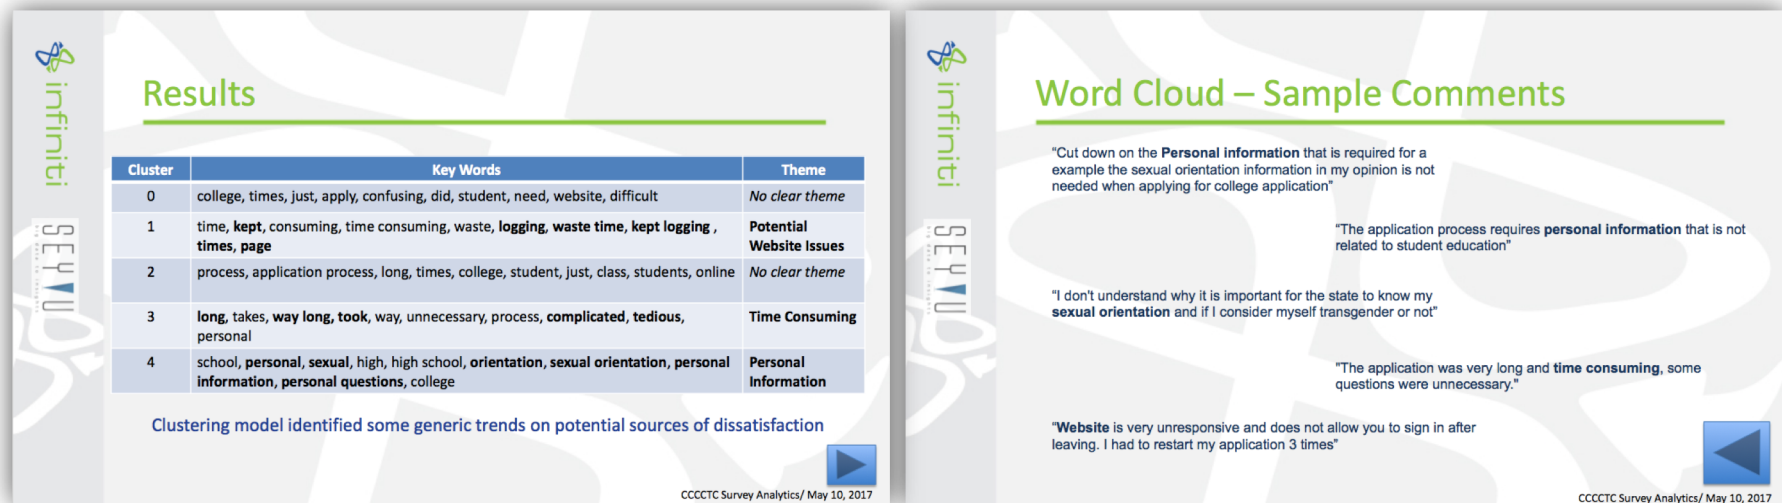 infiniti
SEYVU
Results
Cluster Key Words Theme
0 college, times, just, apply, confusing, did, student, need, website, difficult No clear theme
1 time, kept, consuming, time consuming, waste, logging, waste time, kept logging , Potential
times, page Website Issues
2 process, application process, long, times, college, student, just, class, students, online No clear theme
3 long, takes, way long, took, way, unnecessary, process, complicated, tedious, Time Consuming
personal
4 school, personal, sexual, high, high school, orientation, sexual orientation, personal Personal
information, personal questions, college Information
Clustering model identified some generic trends on potential sources of dissatisfaction
CCCCTC Survey Analytics/ May 10, 2017
infiniti
SEYVU
Word Cloud – Sample Comments
"Cut down on the Personal information that is required for a
example the sexual orientation information in my opinion is not
needed when applying for college application"
"The application process requires personal information that is not
related to student education"
"I don't understand why it is important for the state to know my
sexual orientation and if I consider myself transgender or not"
"The application was very long and time consuming, some
questions were unnecessary."
"Website is very unresponsive and does not allow you to sign in after
leaving. I had to restart my application 3 times"
CCCCTC Survey Analytics/ May 10, 2017